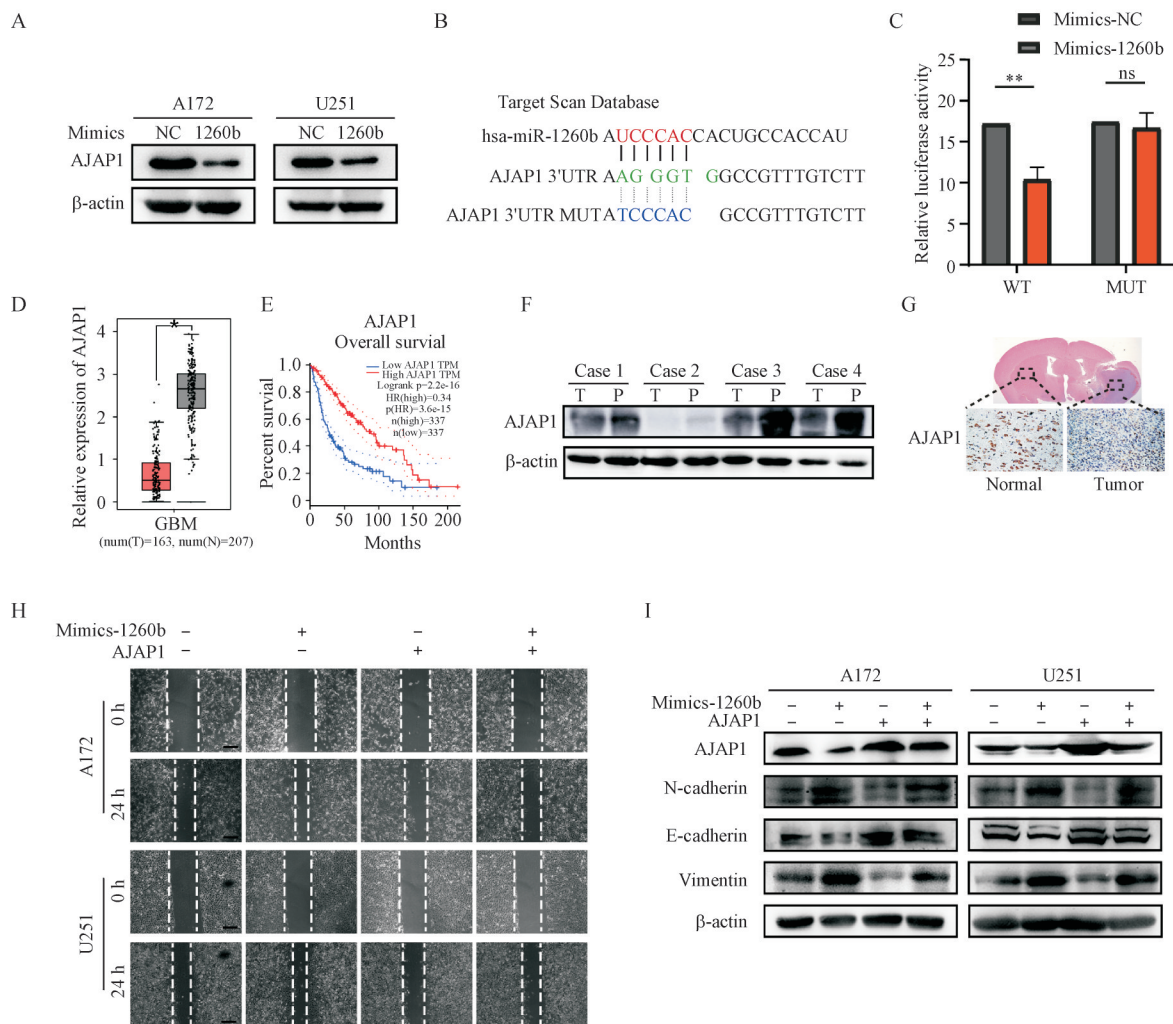 A
A172
U251
Mimics
NC
1260b
NC
1260b
AJAP1
β-actin
B
Target Scan Database
hsa-miR-1260b AUCCCACCACUGCCACCAU
AJAP1 3'UTR AAG GGGT GGCCGTTTGTCTT
AJAP1 3'UTR MUTATCCCAC GCCGTTTGTCTT
C
Mimics-NC
Mimics-1260b
Relative luciferase activity
25
20
15
10
5
0
**
ns
WT
MUT
D
Relative expression of AJAP1
4
3
2
1
0
*
GBM
(num(T)=163, num(N)=207)
E
AJAP1
Overall survial
Low AJAP1 TPM
High AJAP1 TPM
Logrank p=2.2e-16
HR(high)=0.34
p(HR)=3.6e-15
n(high)=337
n(low)=337
Percent survival
1.0
0.8
0.6
0.4
0.2
0
0 50 100 150 200
Months
F
Case 1 Case 2 Case 3 Case 4
T P T P T P T P
AJAP1
β-actin
G
AJAP1
Normal
Tumor
H
Mimics-1260b − + − +
AJAP1 − − + +
A172
0 h
24 h
U251
0 h
24 h
I
A172
U251
Mimics-1260b − + − + − + − +
AJAP1 − − + + − − + +
AJAP1
N-cadherin
E-cadherin
Vimentin
β-actin